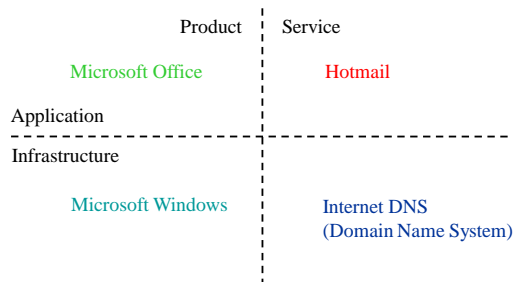 Product Service
Microsoft Office Hotmail
Application
Infrastructure
Microsoft Windows Internet DNS
(Domain Name System)